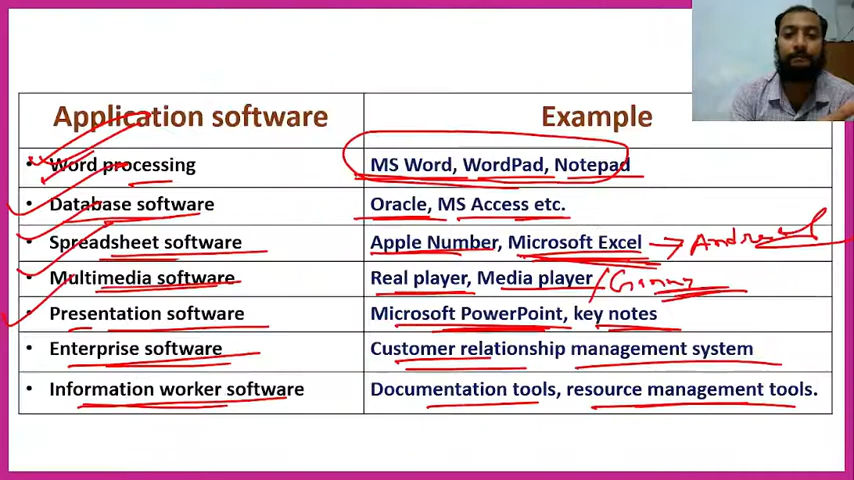 Application software Example
• Word processing MS Word, WordPad, Notepad
• Database software Oracle, MS Access etc.
• Spreadsheet software Apple Number, Microsoft Excel
• Multimedia software Real player, Media player /
• Presentation software Microsoft PowerPoint, key notes
• Enterprise software Customer relationship management system
• Information worker software Documentation tools, resource management tools.